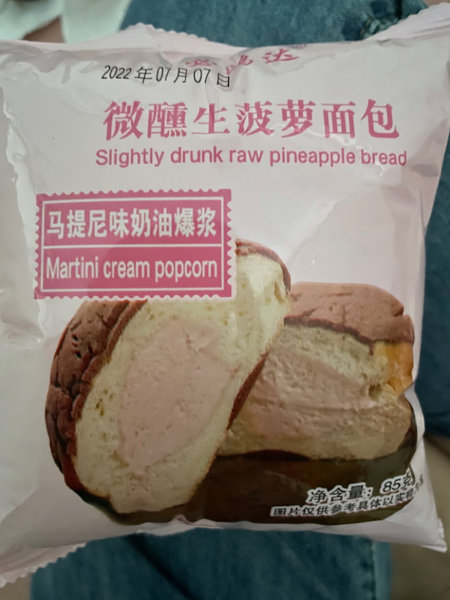 2022年07月07日
微醺生菠萝面包
Slightly drunk raw pineapple bread
马提尼味奶油爆浆
Martini cream popcorn
净含量: 85克
图片仅供参考具体以实物